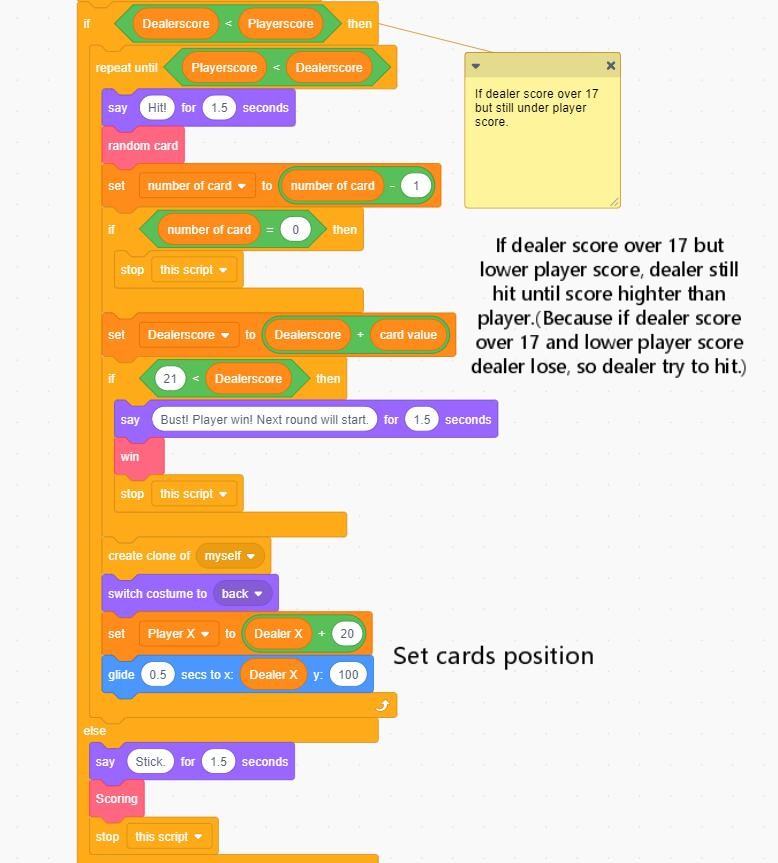 if Dealerscore < Playerscore then
repeat until Playerscore < Dealerscore
If dealer score over 17
but still under player
score.
say Hit! for 1.5 seconds
random card
set number of card to number of card - 1
if number of card = 0 then
stop this script
If dealer score over 17 but
lower player score, dealer still
hit until score highter than
player.(Because if dealer score
over 17 and lower player score
dealer lose, so dealer try to hit.)
set Dealerscore to Dealerscore + card value
if 21 < Dealerscore then
say Bust! Player win! Next round will start. for 1.5 seconds
win
stop this script
create clone of myself
switch costume to back
set Player X to Dealer X + 20
Set cards position
glide 0.5 secs to x: Dealer X y: 100
else
say Stick. for 1.5 seconds
Scoring
stop this script